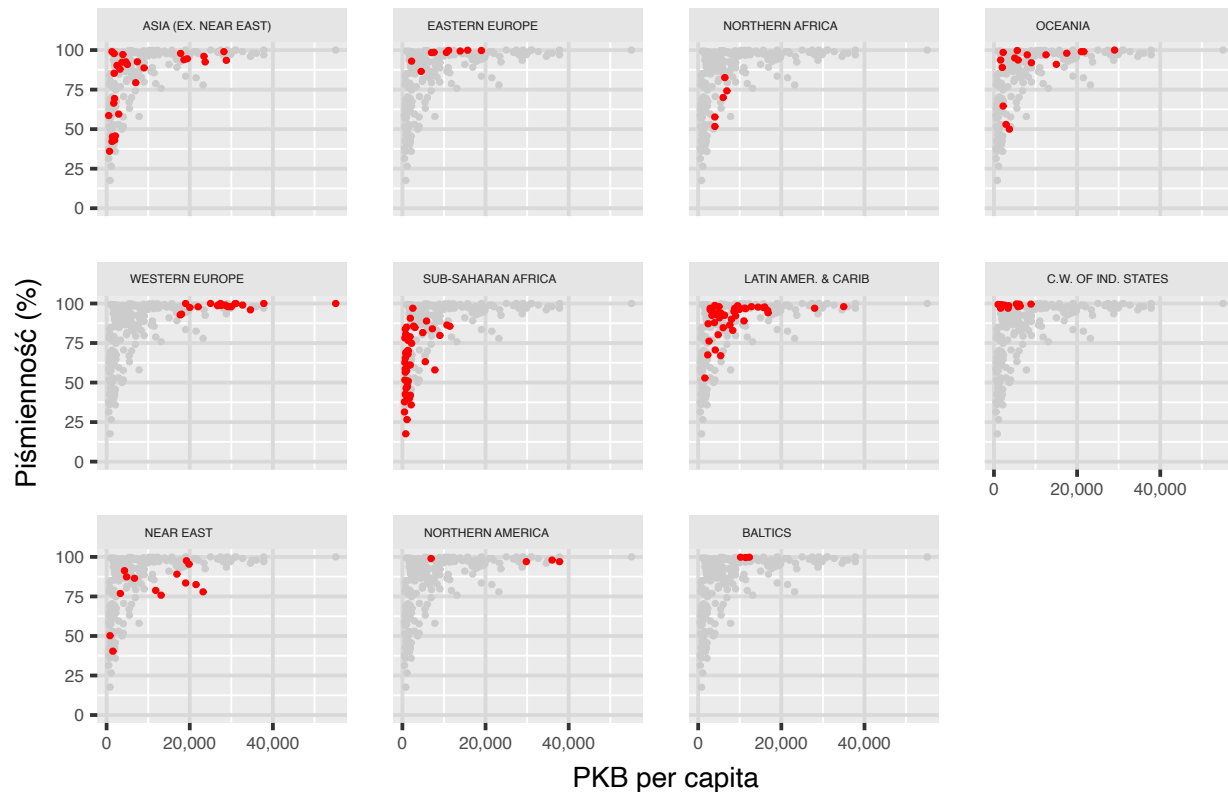 ASIA (EX. NEAR EAST)
EASTERN EUROPE
NORTHERN AFRICA
OCEANIA
100
75
50
25
0
WESTERN EUROPE
SUB-SAHARAN AFRICA
LATIN AMER. & CARIB
C.W. OF IND. STATES
100
75
50
25
0
0
20,000
40,000
NEAR EAST
NORTHERN AMERICA
BALTICS
100
75
50
25
0
0
20,000
40,000
0
20,000
40,000
0
20,000
40,000
Piśmienność (%)
PKB per capita